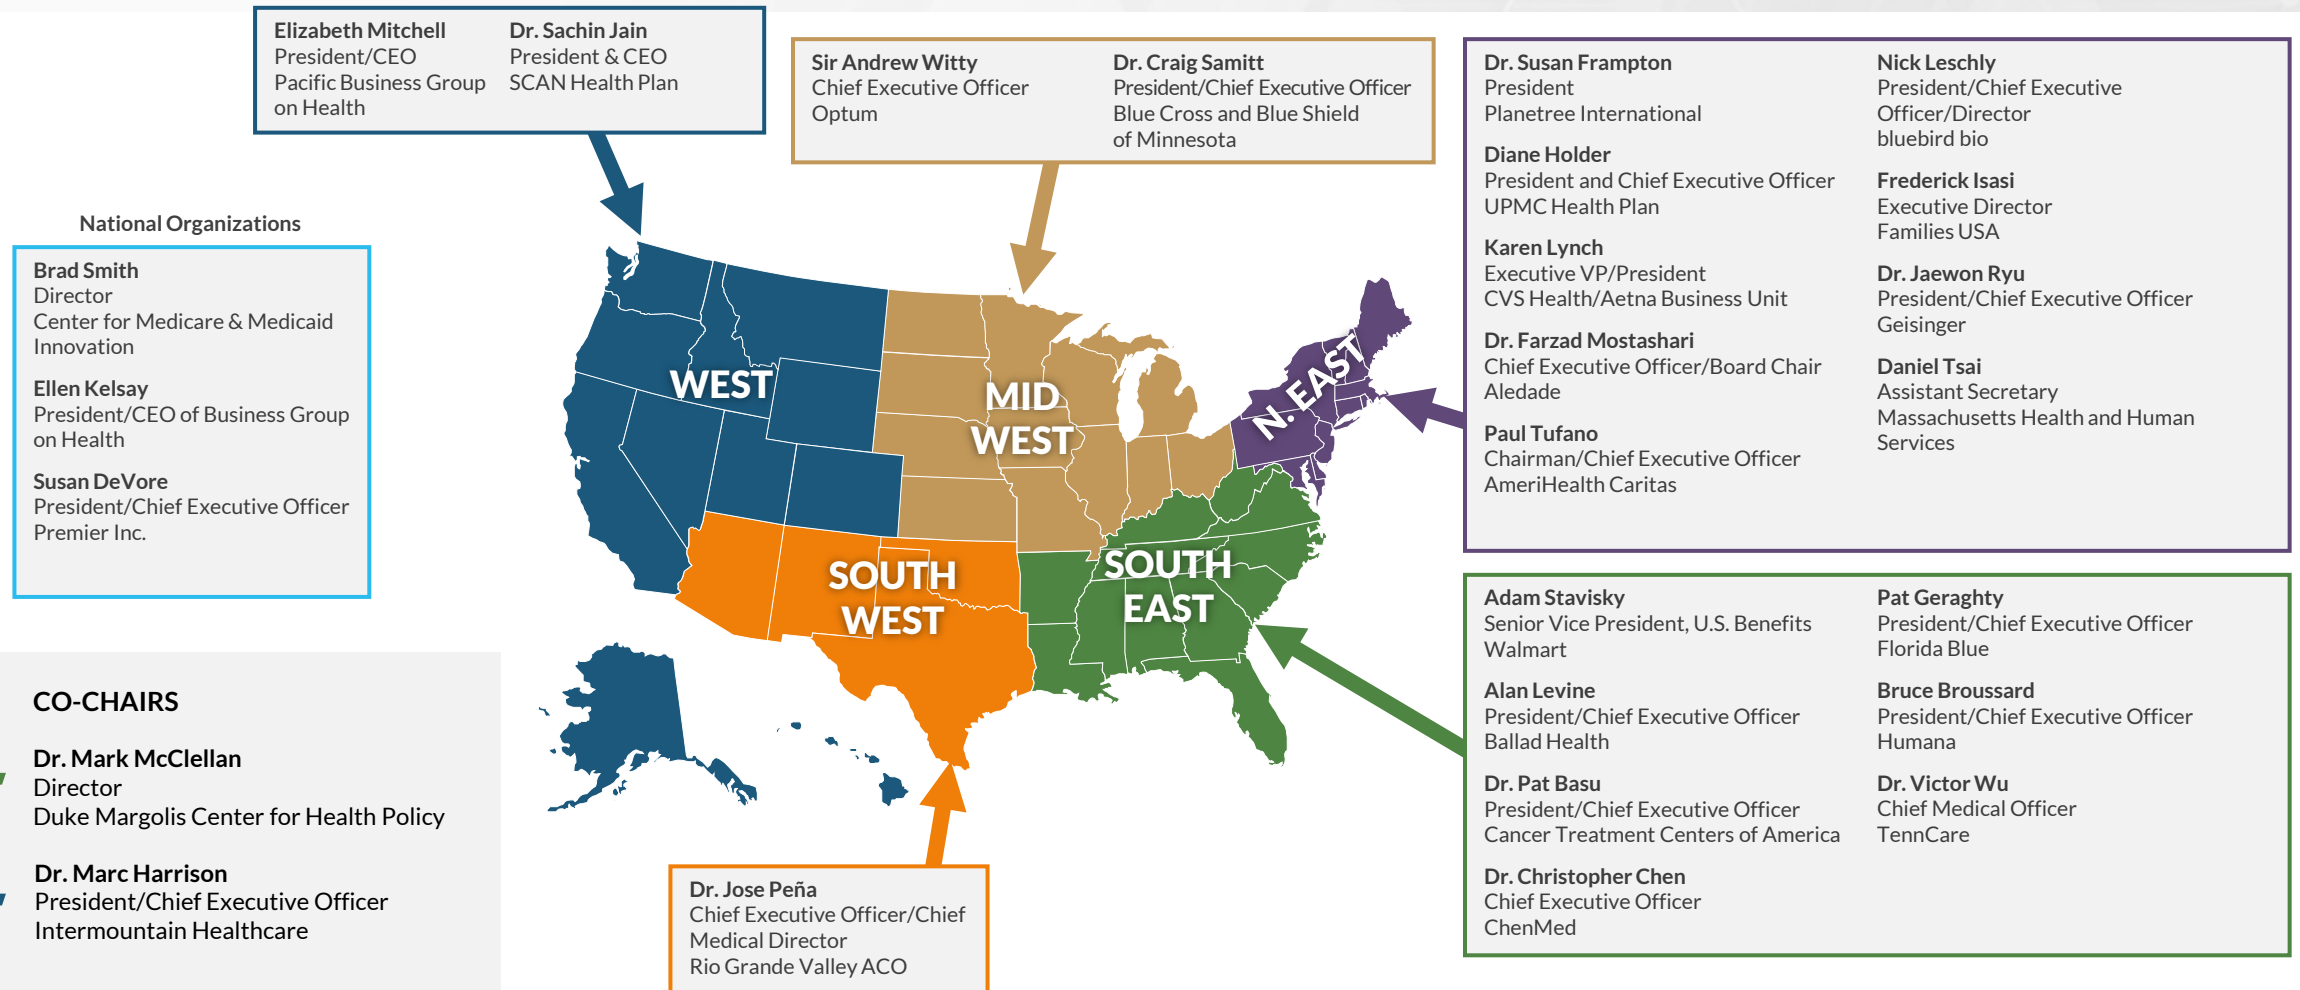 Elizabeth Mitchell
President/CEO
Pacific Business Group
on Health
Dr. Sachin Jain
President & CEO
SCAN Health Plan
Sir Andrew Witty
Chief Executive Officer
Optum
Dr. Craig Samitt
President/Chief Executive Officer
Blue Cross and Blue Shield
of Minnesota
Dr. Susan Frampton
President
Planetree International
Diane Holder
President and Chief Executive Officer
UPMC Health Plan
Karen Lynch
Executive VP/President
CVS Health/Aetna Business Unit
Dr. Farzad Mostashari
Chief Executive Officer/Board Chair
Aledade
Paul Tufano
Chairman/Chief Executive Officer
AmeriHealth Caritas
Nick Leschly
President/Chief Executive
Officer/Director
bluebird bio
Frederick Isasi
Executive Director
Families USA
Dr. Jaewon Ryu
President/Chief Executive Officer
Geisinger
Daniel Tsai
Assistant Secretary
Massachusetts Health and Human
Services
National Organizations
Brad Smith
Director
Center for Medicare & Medicaid
Innovation
Ellen Kelsay
President/CEO of Business Group
on Health
Susan DeVore
President/Chief Executive Officer
Premier Inc.
WEST
MID
WEST
N. EAST
SOUTH
WEST
SOUTH
EAST
Adam Stavisky
Senior Vice President, U.S. Benefits
Walmart
Alan Levine
President/Chief Executive Officer
Ballad Health
Dr. Pat Basu
President/Chief Executive Officer
Cancer Treatment Centers of America
Dr. Christopher Chen
Chief Executive Officer
ChenMed
Pat Geraghty
President/Chief Executive Officer
Florida Blue
Bruce Broussard
President/Chief Executive Officer
Humana
Dr. Victor Wu
Chief Medical Officer
TennCare
CO-CHAIRS
Dr. Mark McClellan
Director
Duke Margolis Center for Health Policy
Dr. Marc Harrison
President/Chief Executive Officer
Intermountain Healthcare
Dr. Jose Peña
Chief Executive Officer/Chief
Medical Director
Rio Grande Valley ACO